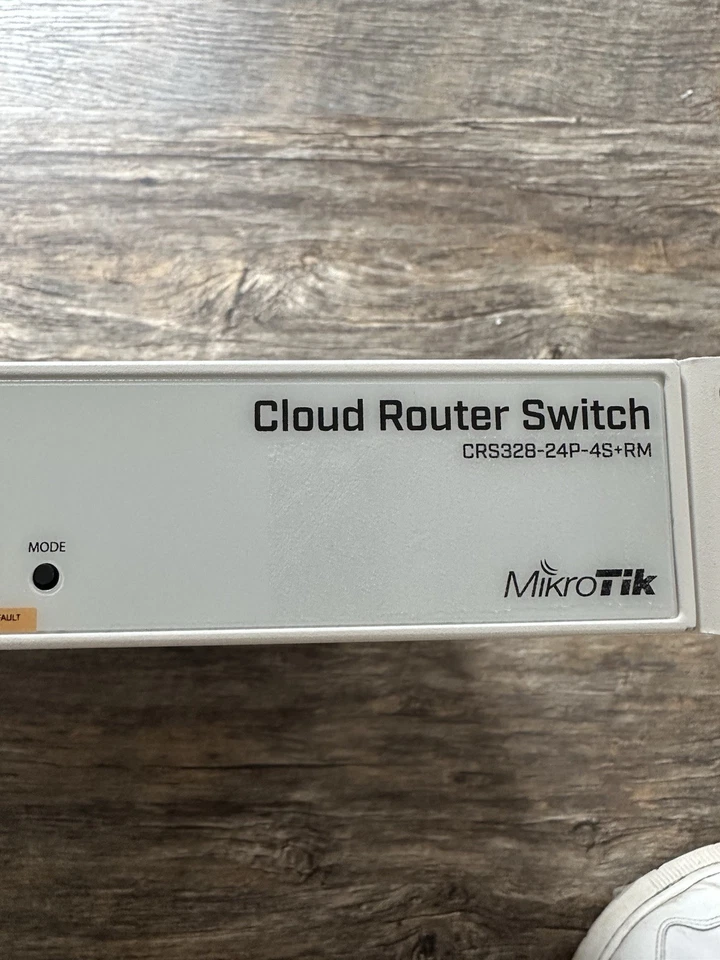 Cloud Router Switch
CRS328-24P-4S+RM
MODE
MikroTik